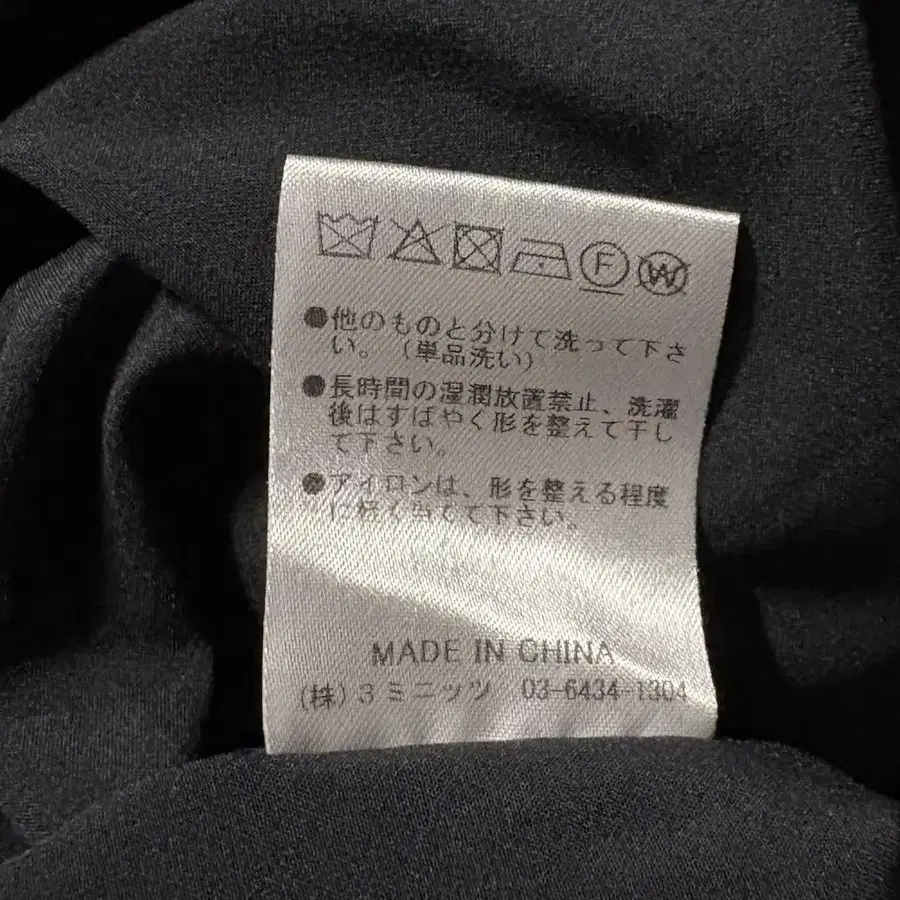 F W
●他のものと分けて洗って下さ
い。(単品洗い)
●長時間の湿潤放置禁止、洗濯
後はすばやく形を整えて干し
て下さい。
●アイロンは、形を整える程度
に軽く当てて下さい。
MADE IN CHINA
(株)3ミニッツ 03-6434-1304